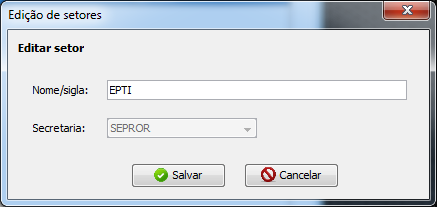 Edição de setores
Editar setor
Nome/sigla: EPTI
Secretaria: SEPROR
Salvar Cancelar